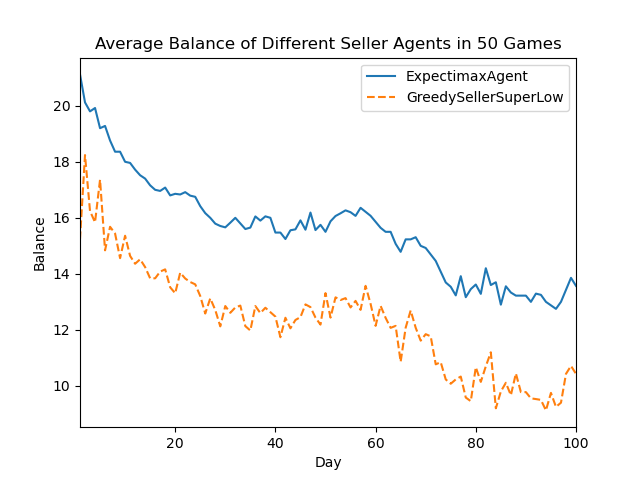 Average Balance of Different Seller Agents in 50 Games
ExpectimaxAgent
GreedySellerSuperLow
Balance
20
18
16
14
12
10
20
40
60
80
100
Day